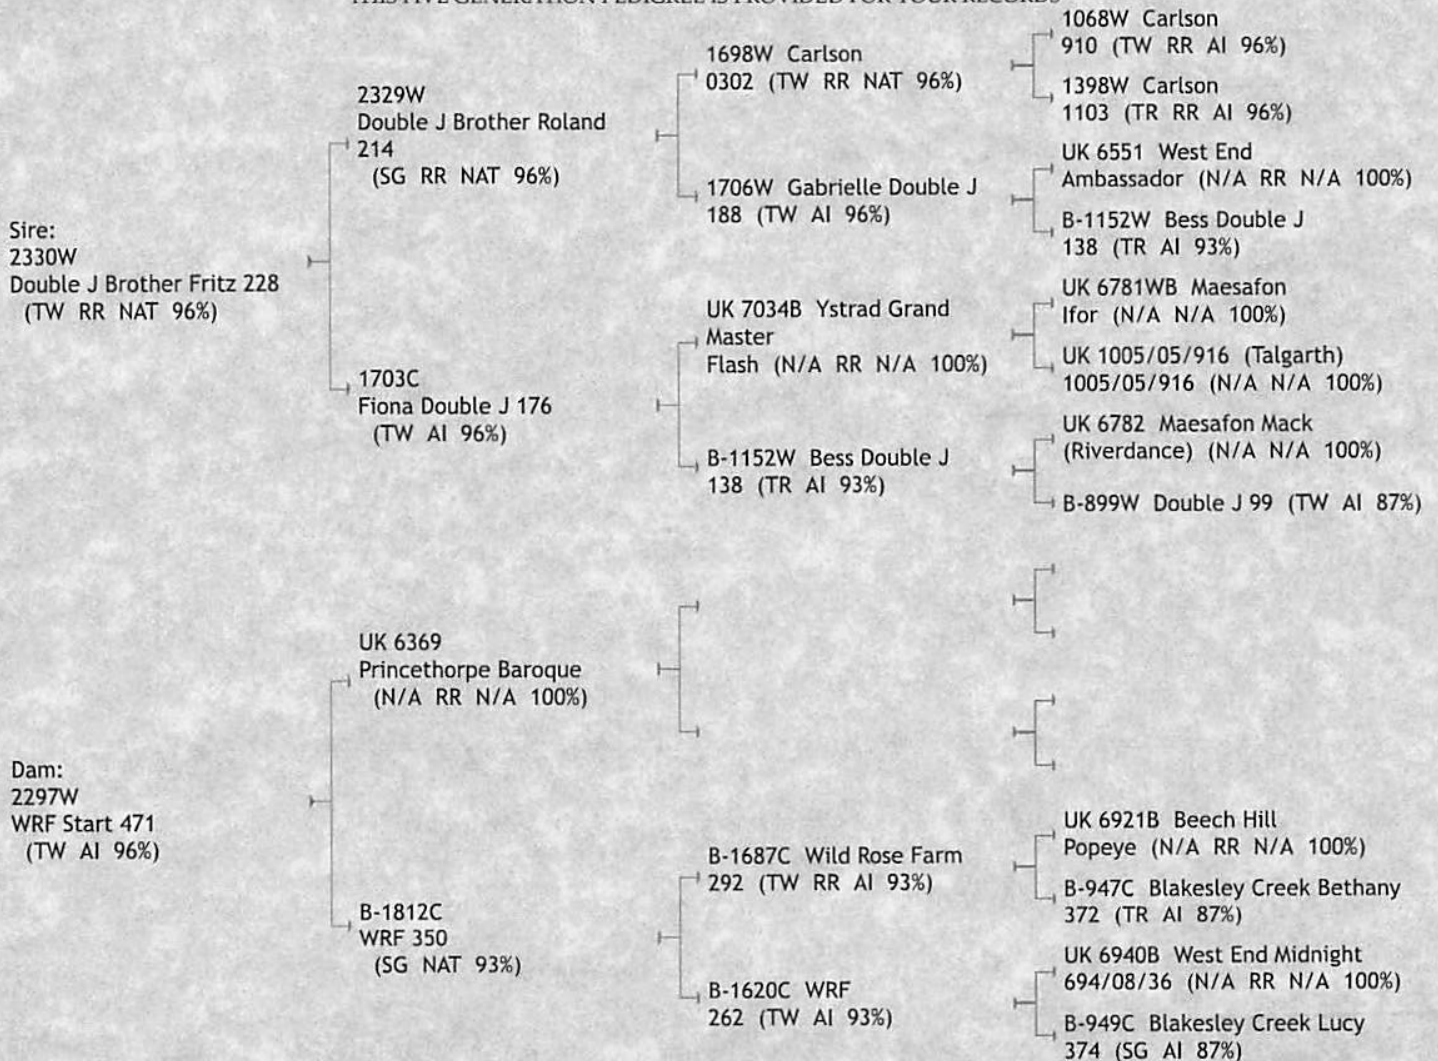 THIS FIVE GENERATION PEDIGREE IS PROVIDED FOR YOUR RECORDS
Sire:
2330W
Double J Brother Fritz 228
(TW RR NAT 96%)
2329W
Double J Brother Roland
214
(SG RR NAT 96%)
1703C
Fiona Double J 176
(TW AI 96%)
1698W Carlson
0302 (TW RR NAT 96%)
1706W Gabrielle Double J
188 (TW AI 96%)
UK 7034B Ystrad Grand
Master
Flash (N/A RR N/A 100%)
B-1152W Bess Double J
138 (TR AI 93%)
1068W Carlson
910 (TW RR AI 96%)
1398W Carlson
1103 (TR RR AI 96%)
UK 6551 West End
Ambassador (N/A RR N/A 100%)
B-1152W Bess Double J
138 (TR AI 93%)
UK 6781WB Maesafon
Ifor (N/A N/A 100%)
UK 1005/05/916 (Talgarth)
1005/05/916 (N/A N/A 100%)
UK 6782 Maesafon Mack
(Riverdance) (N/A N/A 100%)
B-899W Double J 99 (TW AI 87%)
Dam:
2297W
WRF Start 471
(TW AI 96%)
UK 6369
Princethorpe Baroque
(N/A RR N/A 100%)
B-1812C
WRF 350
(SG NAT 93%)
B-1687C Wild Rose Farm
292 (TW RR AI 93%)
B-1620C WRF
262 (TW AI 93%)
UK 6921B Beech Hill
Popeye (N/A RR N/A 100%)
B-947C Blakesley Creek Bethany
372 (TR AI 87%)
UK 6940B West End Midnight
694/08/36 (N/A RR N/A 100%)
B-949C Blakesley Creek Lucy
374 (SG AI 87%)